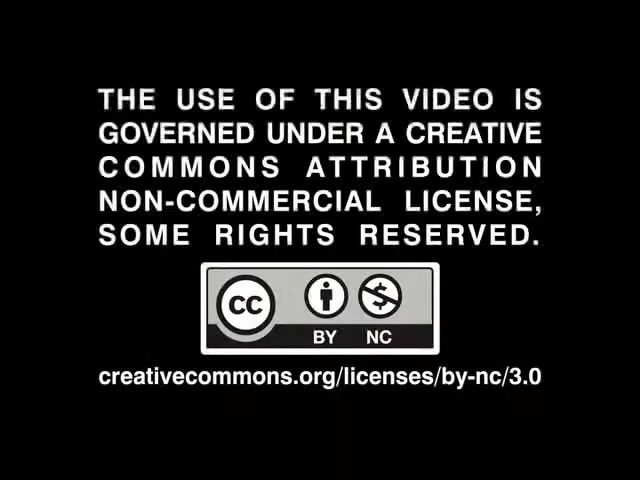 THE USE OF THIS VIDEO IS
GOVERNED UNDER A CREATIVE
COMMONS ATTRIBUTION
NON-COMMERCIAL LICENSE,
SOME RIGHTS RESERVED.
CC
BY NC
creativecommons.org/licenses/by-nc/3.0